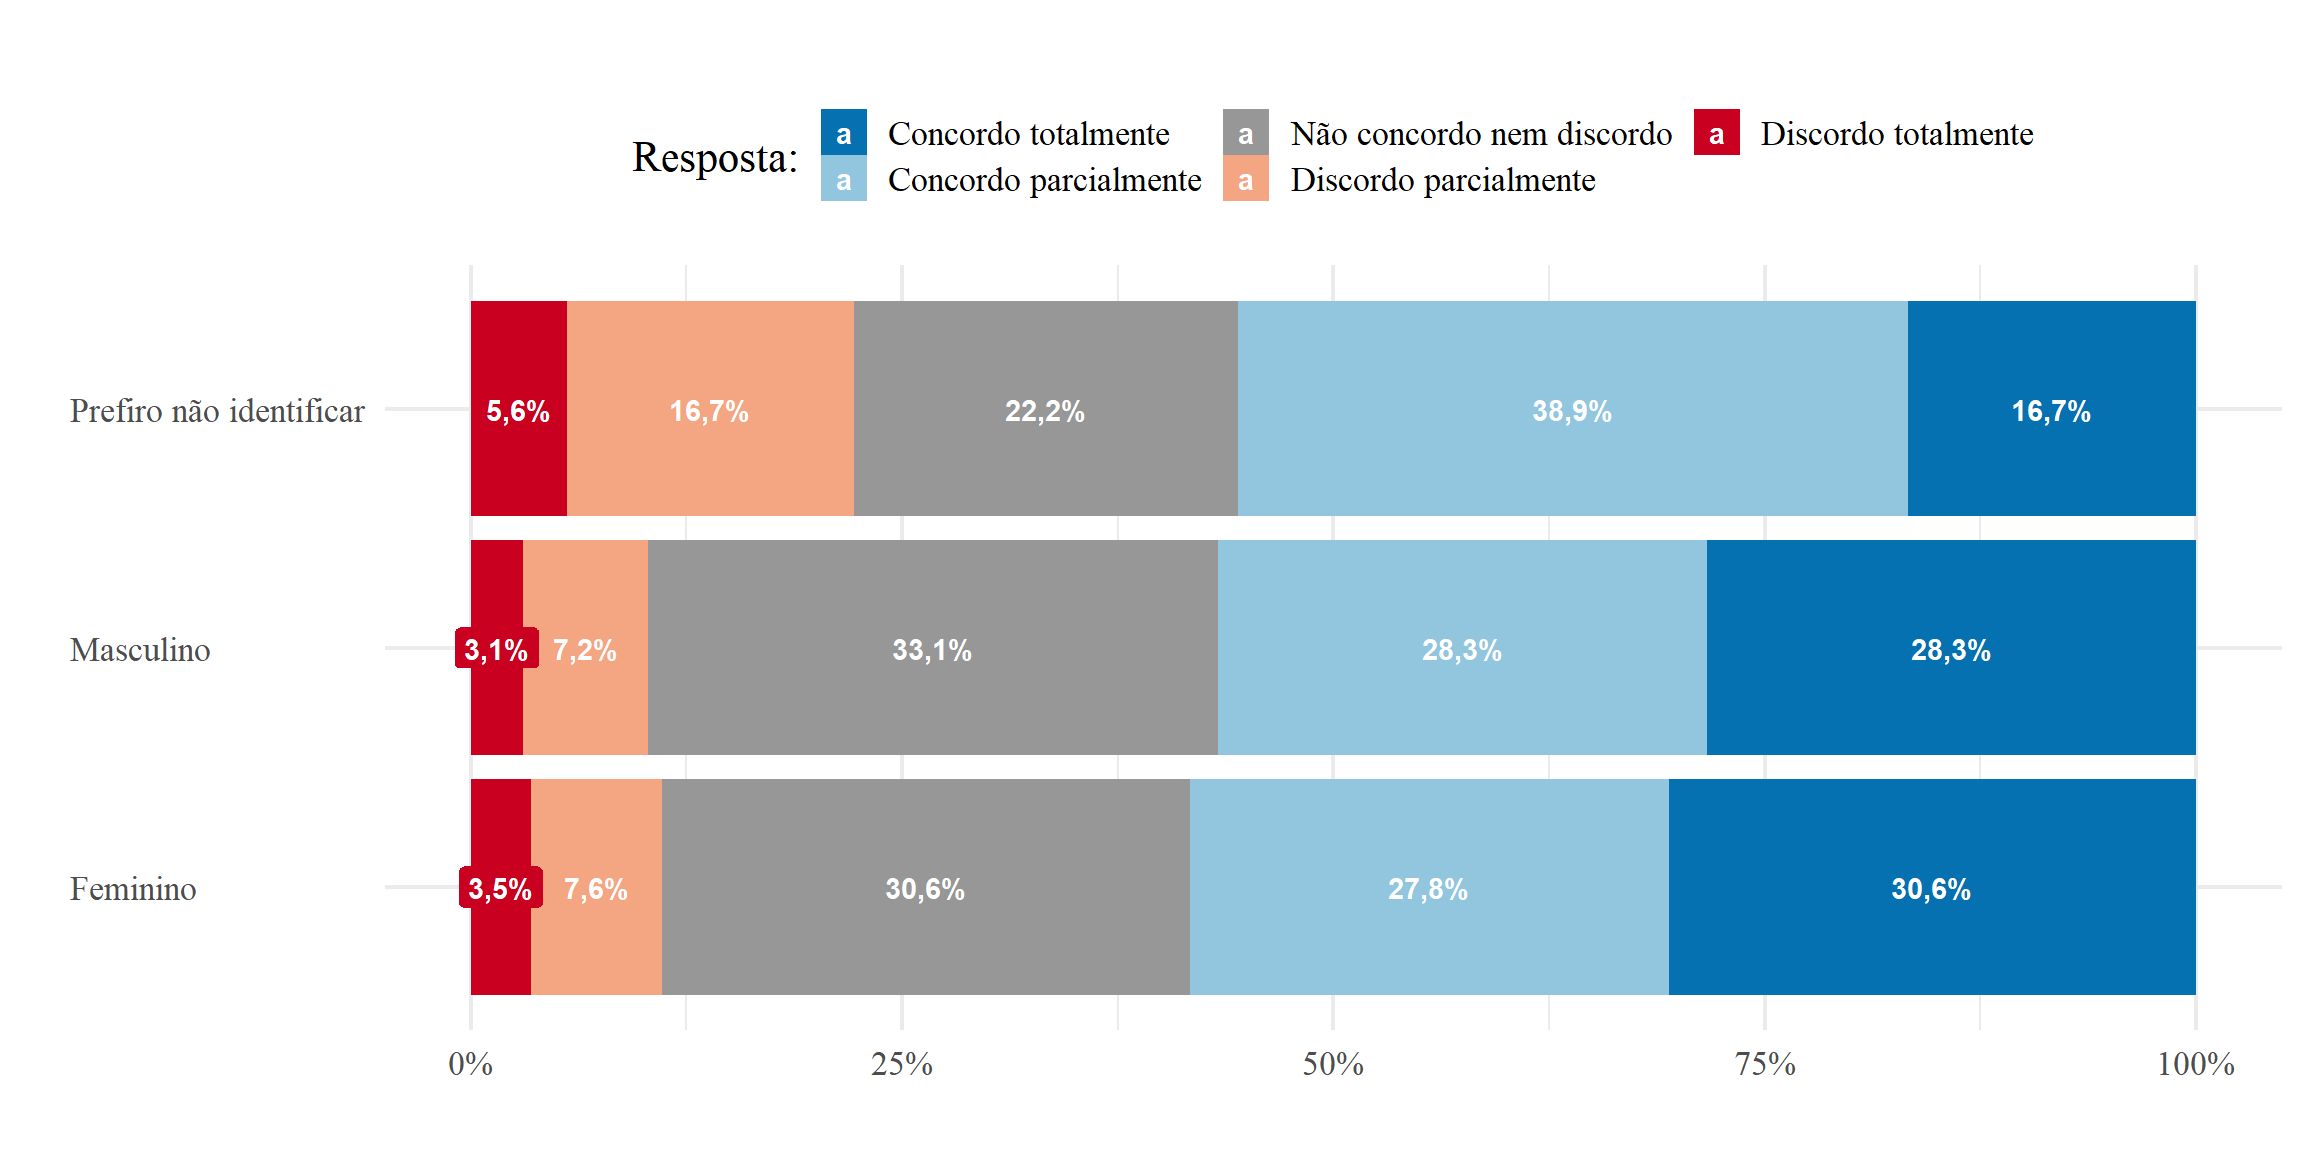 Resposta:
a Concordo totalmente
a Concordo parcialmente
a Não concordo nem discordo
a Discordo parcialmente
a Discordo totalmente
Prefiro não identificar
5,6% 16,7% 22,2% 38,9% 16,7%
Masculino
3,1% 7,2% 33,1% 28,3% 28,3%
Feminino
3,5% 7,6% 30,6% 27,8% 30,6%
0% 25% 50% 75% 100%